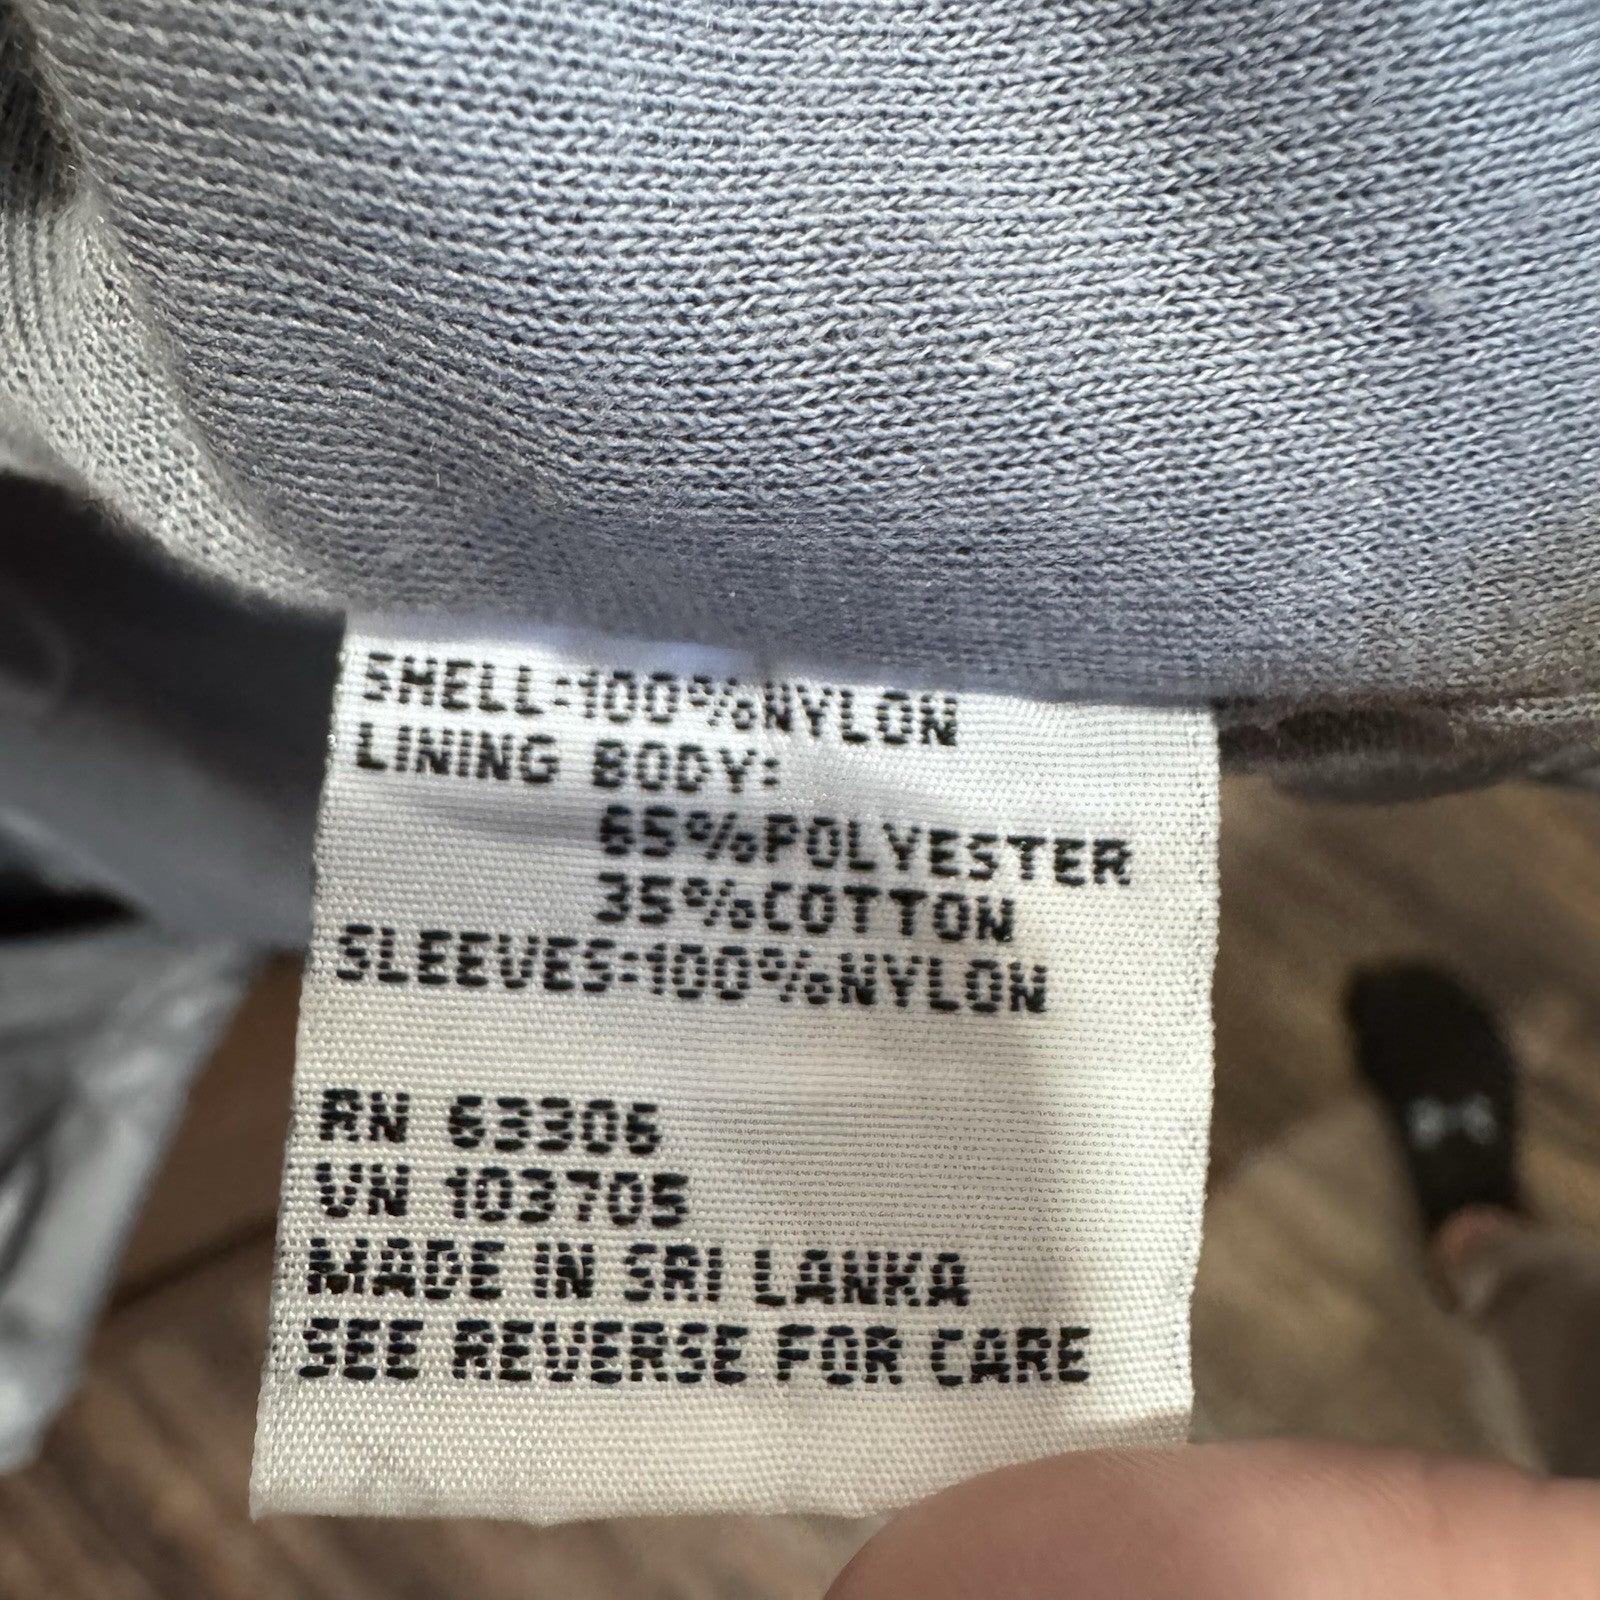 SHELL:100%NYLON
LINING BODY:
65%POLYESTER
35%COTTON
SLEEVES:100%NYLON
RN 63306
VN 103705
MADE IN SRI LANKA
SEE REVERSE FOR CARE